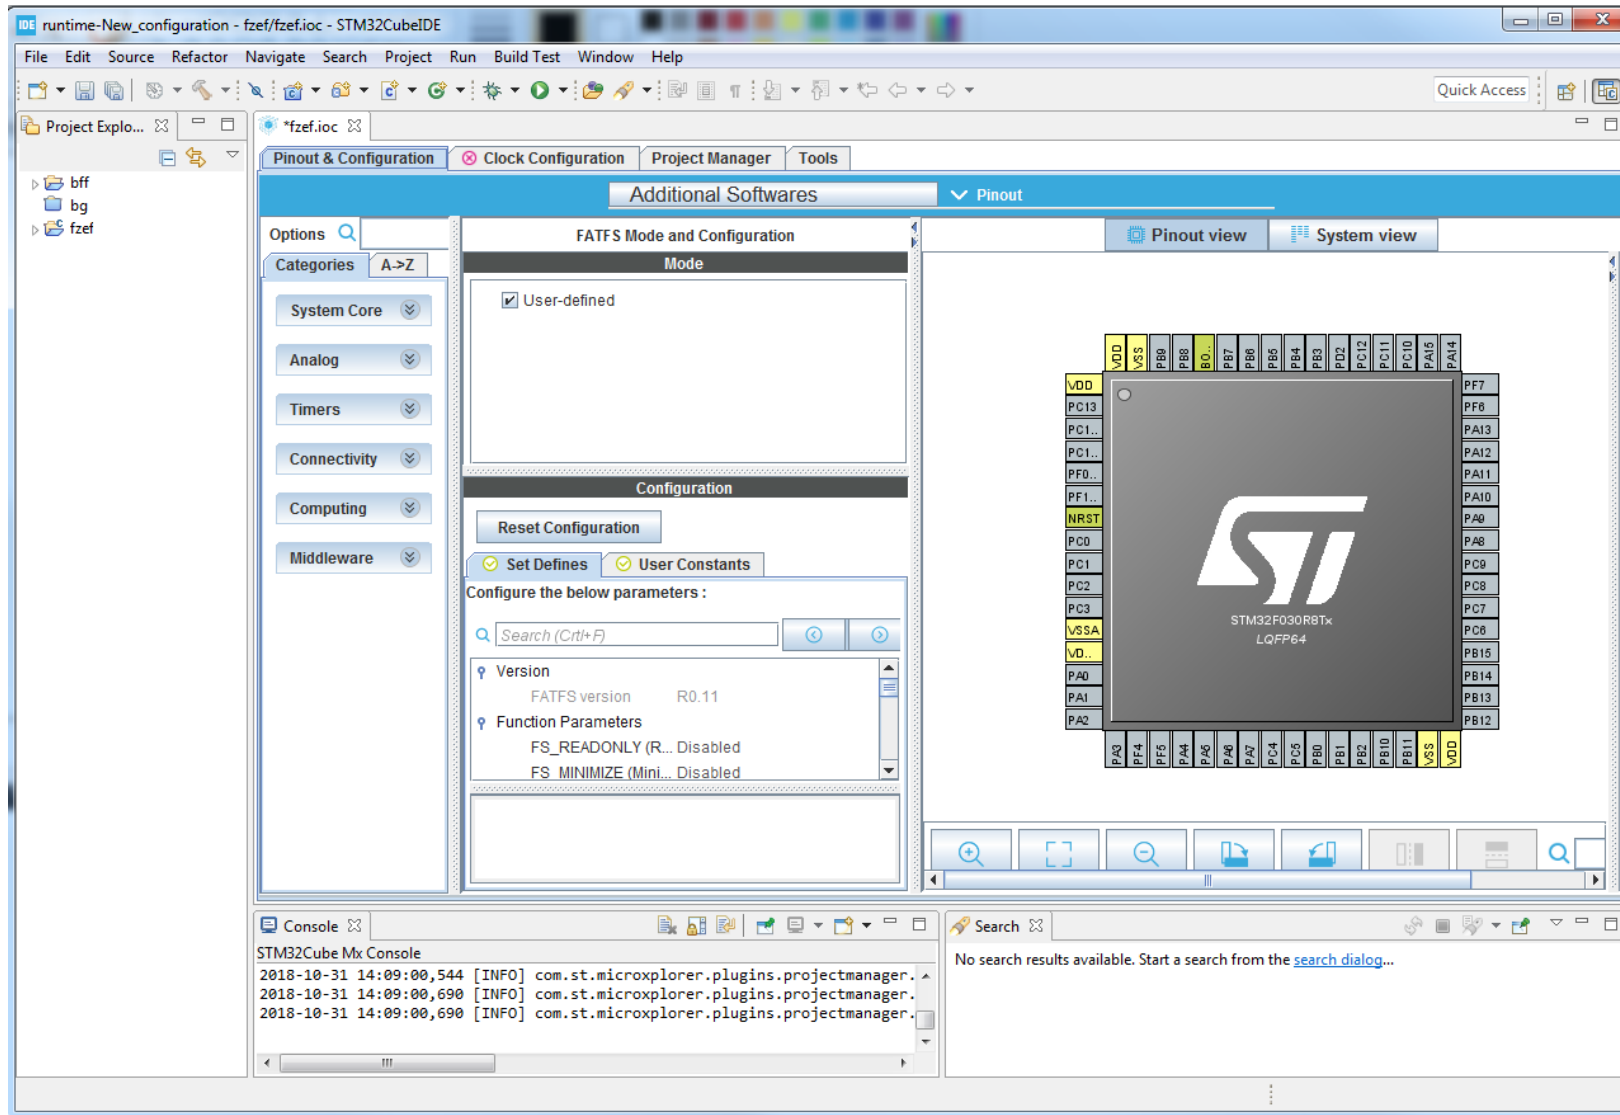 IDE runtime-New_configuration - fzef/fzef.ioc - STM32CubeIDE
File Edit Source Refactor Navigate Search Project Run Build Test Window Help
Quick Access
Project Explo...
*fzef.ioc
Pinout & Configuration Clock Configuration Project Manager Tools
Additional Softwares Pinout
bff
bg
fzef
Options
Categories A->Z
System Core
Analog
Timers
Connectivity
Computing
Middleware
FATFS Mode and Configuration
Mode
User-defined
Configuration
Reset Configuration
Set Defines User Constants
Configure the below parameters :
Search (Crtl+F)
Version
FATFS version R0.11
Function Parameters
FS_READONLY (R... Disabled
FS_MINIMIZE (Mini... Disabled
Pinout view System view
VDD VSS PB9 PB8 BO.. PB7 PB6 PB5 PB4 PB3 PD2 PC12 PC11 PC10 PA15 PA14
VDD PF7
PC13 PF6
PC1.. PA13
PC1.. PA12
PF0.. PA11
PF1.. PA10
NRST PA9
PC0 PA8
PC1 PC9
PC2 PC8
PC3 PC7
VSSA PC6
VD.. PB15
PA0 PB14
PA1 PB13
PA2 PB12
ST
STM32F030R8Tx
LQFP64
PA3 PF4 PF5 PA4 PA5 PA6 PA7 PC4 PC5 PB0 PB1 PB2 PB10 PB11 VSS VDD
Console
STM32Cube Mx Console
2018-10-31 14:09:00,544 [INFO] com.st.microxplorer.plugins.projectmanager.
2018-10-31 14:09:00,690 [INFO] com.st.microxplorer.plugins.projectmanager.
2018-10-31 14:09:00,690 [INFO] com.st.microxplorer.plugins.projectmanager.
Search
No search results available. Start a search from the search dialog...